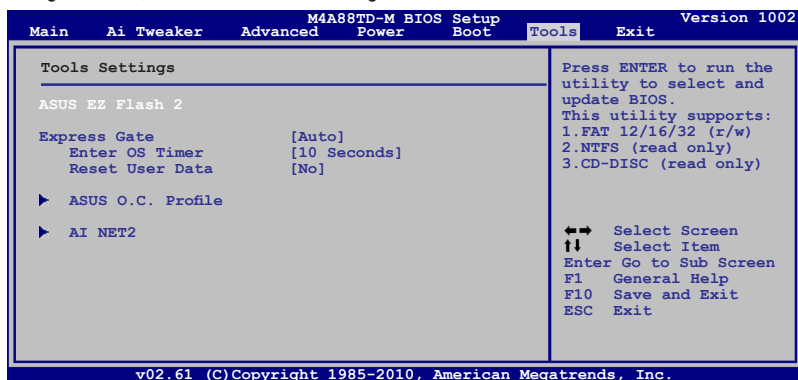 M4A88TD-M BIOS Setup Version 1002
Main Ai Tweaker Advanced Power Boot Tools Exit
Tools Settings
ASUS EZ Flash 2
Express Gate [Auto]
Enter OS Timer [10 Seconds]
Reset User Data [No]
ASUS O.C. Profile
AI NET2
Press ENTER to run the
utility to select and
update BIOS.
This utility supports:
1.FAT 12/16/32 (r/w)
2.NTFS (read only)
3.CD-DISC (read only)
←→ Select Screen
↑↓ Select Item
Enter Go to Sub Screen
F1 General Help
F10 Save and Exit
ESC Exit
v02.61 (C)Copyright 1985-2010, American Megatrends, Inc.